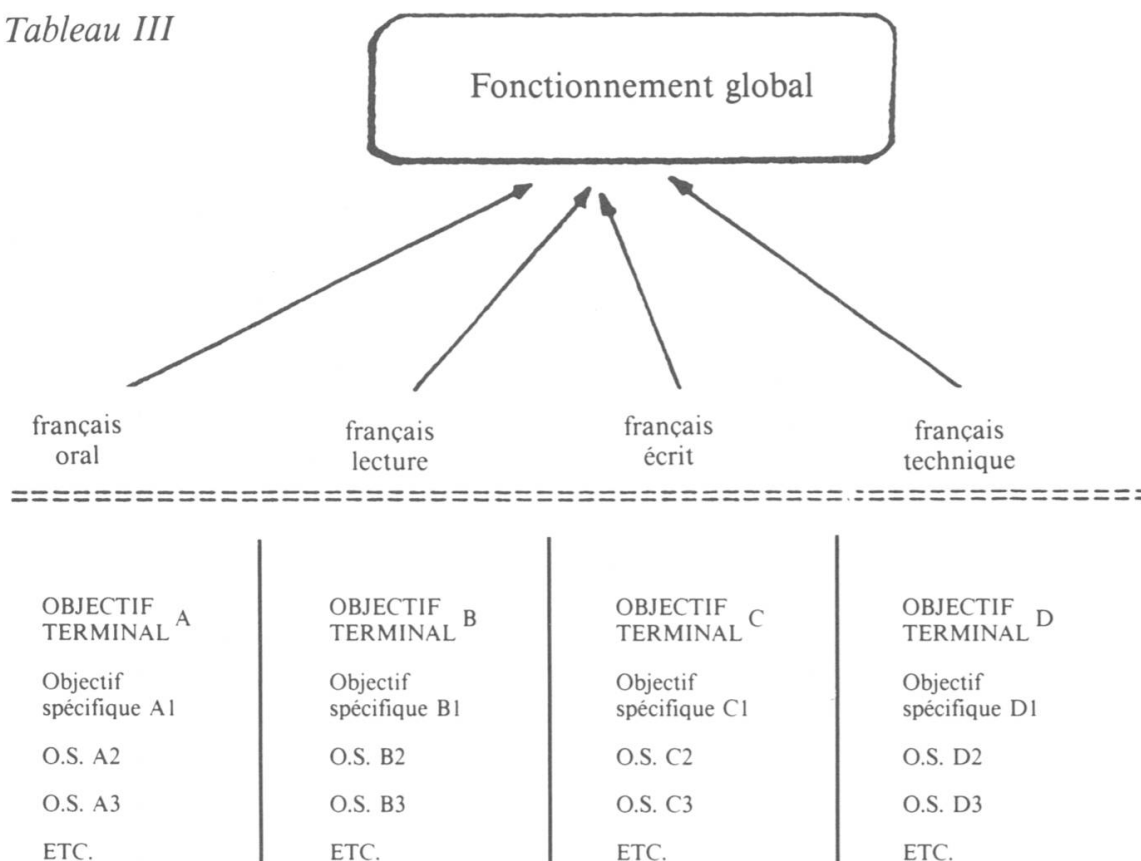 Tableau III
Fonctionnement global
français
oral
français
lecture
français
écrit
français
technique
OBJECTIF
TERMINAL A
Objectif
spécifique A1
O.S. A2
O.S. A3
ETC.
OBJECTIF
TERMINAL B
Objectif
spécifique B1
O.S. B2
O.S. B3
ETC.
OBJECTIF
TERMINAL C
Objectif
spécifique C1
O.S. C2
O.S. C3
ETC.
OBJECTIF
TERMINAL D
Objectif
spécifique D1
O.S. D2
O.S. D3
ETC.